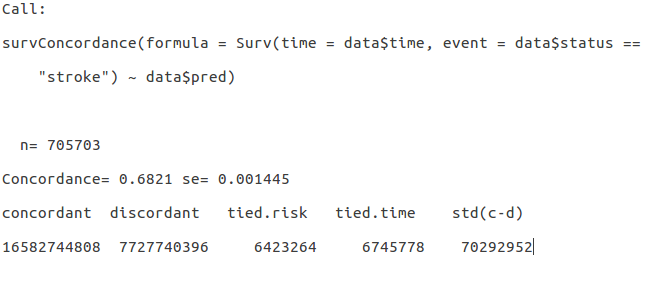 Call:
survConcordance(formula = Surv(time = data$time, event = data$status ==
    "stroke") ~ data$pred)
  n= 705703
Concordance= 0.6821 se= 0.001445
concordant  discordant   tied.risk   tied.time    std(c-d)
16582744808  7727740396     6423264     6745778    70292952